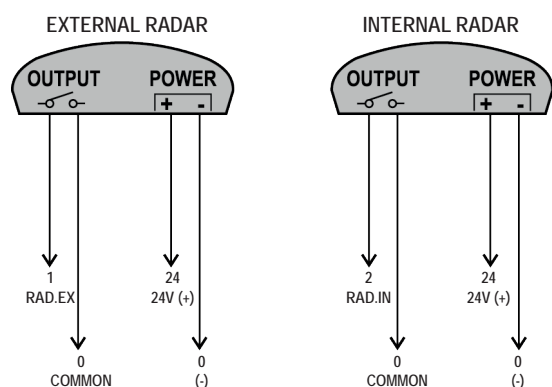 EXTERNAL RADAR
OUTPUT POWER
+ -
1 24
RAD.EX 24V (+)
0 0
COMMON (-)
INTERNAL RADAR
OUTPUT POWER
+ -
2 24
RAD.IN 24V (+)
0 0
COMMON (-)